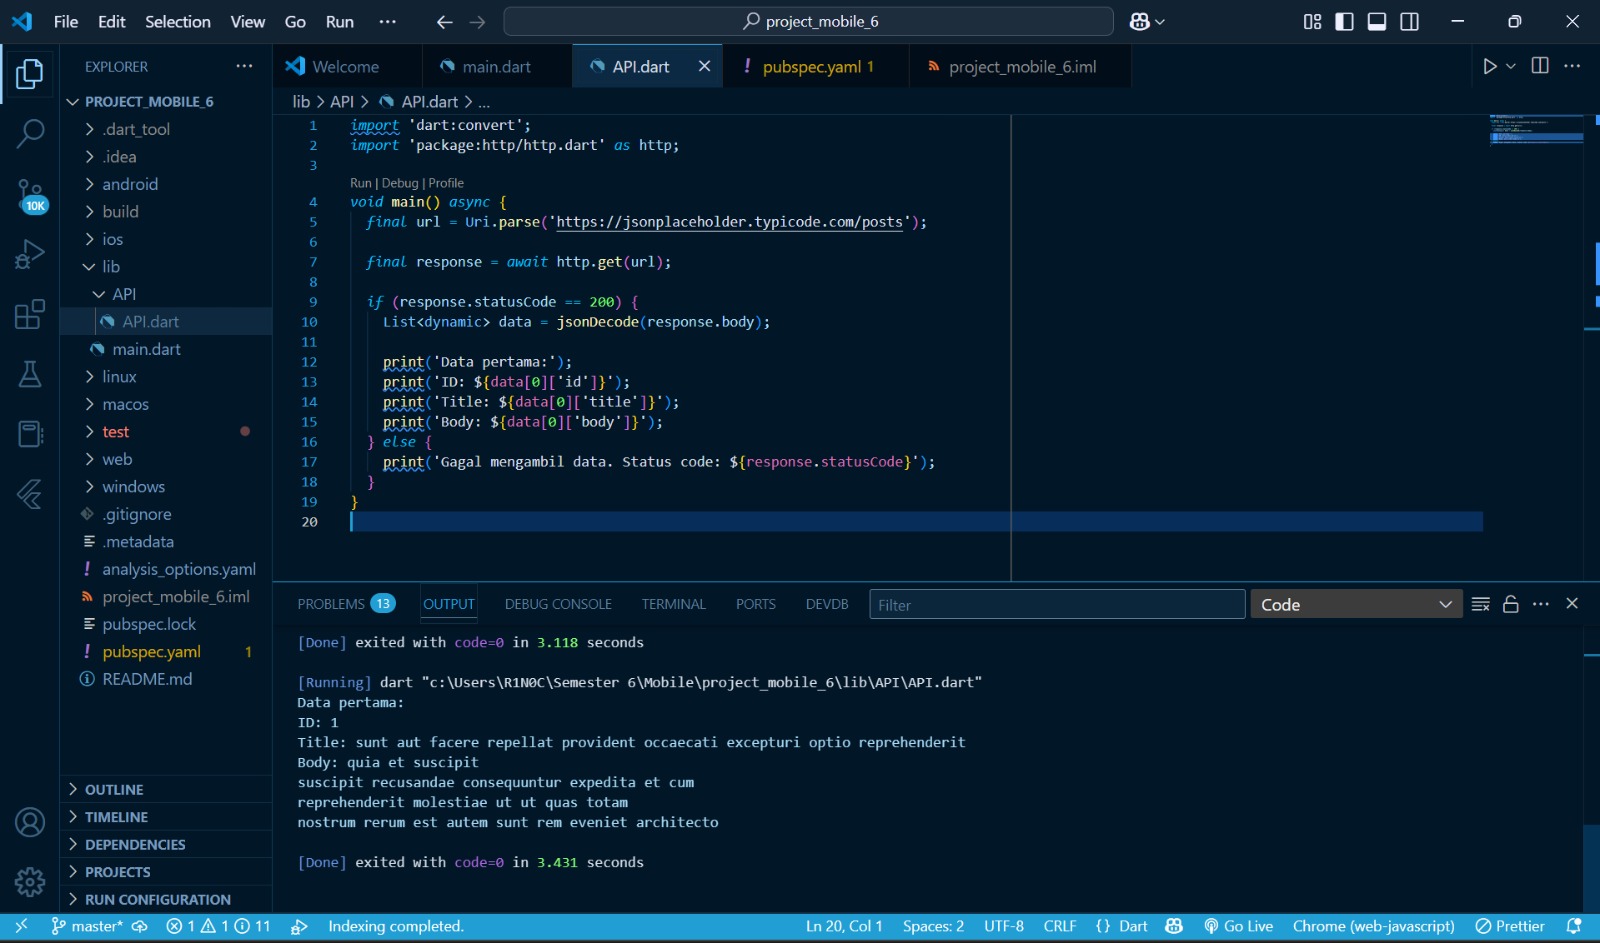 File Edit Selection View Go Run ··· project_mobile_6
EXPLORER ···
Welcome main.dart API.dart ! pubspec.yaml 1 project_mobile_6.iml
PROJECT_MOBILE_6
.dart_tool
.idea
android
build
ios
lib
API
API.dart
main.dart
linux
macos
test
web
windows
.gitignore
.metadata
! analysis_options.yaml
project_mobile_6.iml
pubspec.lock
! pubspec.yaml 1
README.md
OUTLINE
TIMELINE
DEPENDENCIES
PROJECTS
RUN CONFIGURATION
10K
lib > API > API.dart > ...
1 import 'dart:convert';
2 import 'package:http/http.dart' as http;
3
Run | Debug | Profile
4 void main() async {
5 final url = Uri.parse('https://jsonplaceholder.typicode.com/posts');
6
7 final response = await http.get(url);
8
9 if (response.statusCode == 200) {
10 List<dynamic> data = jsonDecode(response.body);
11
12 print('Data pertama:');
13 print('ID: ${data[0]['id']}');
14 print('Title: ${data[0]['title']}');
15 print('Body: ${data[0]['body']}');
16 } else {
17 print('Gagal mengambil data. Status code: ${response.statusCode}');
18 }
19 }
20
PROBLEMS 13 OUTPUT DEBUG CONSOLE TERMINAL PORTS DEVDB Filter Code
[Done] exited with code=0 in 3.118 seconds
[Running] dart "c:\Users\R1N0C\Semester 6\Mobile\project_mobile_6\lib\API\API.dart"
Data pertama:
ID: 1
Title: sunt aut facere repellat provident occaecati excepturi optio reprehenderit
Body: quia et suscipit
suscipit recusandae consequuntur expedita et cum
reprehenderit molestiae ut ut quas totam
nostrum rerum est autem sunt rem eveniet architecto
[Done] exited with code=0 in 3.431 seconds
master* 1 1 11 Indexing completed. Ln 20, Col 1 Spaces: 2 UTF-8 CRLF {} Dart Go Live Chrome (web-javascript) Prettier